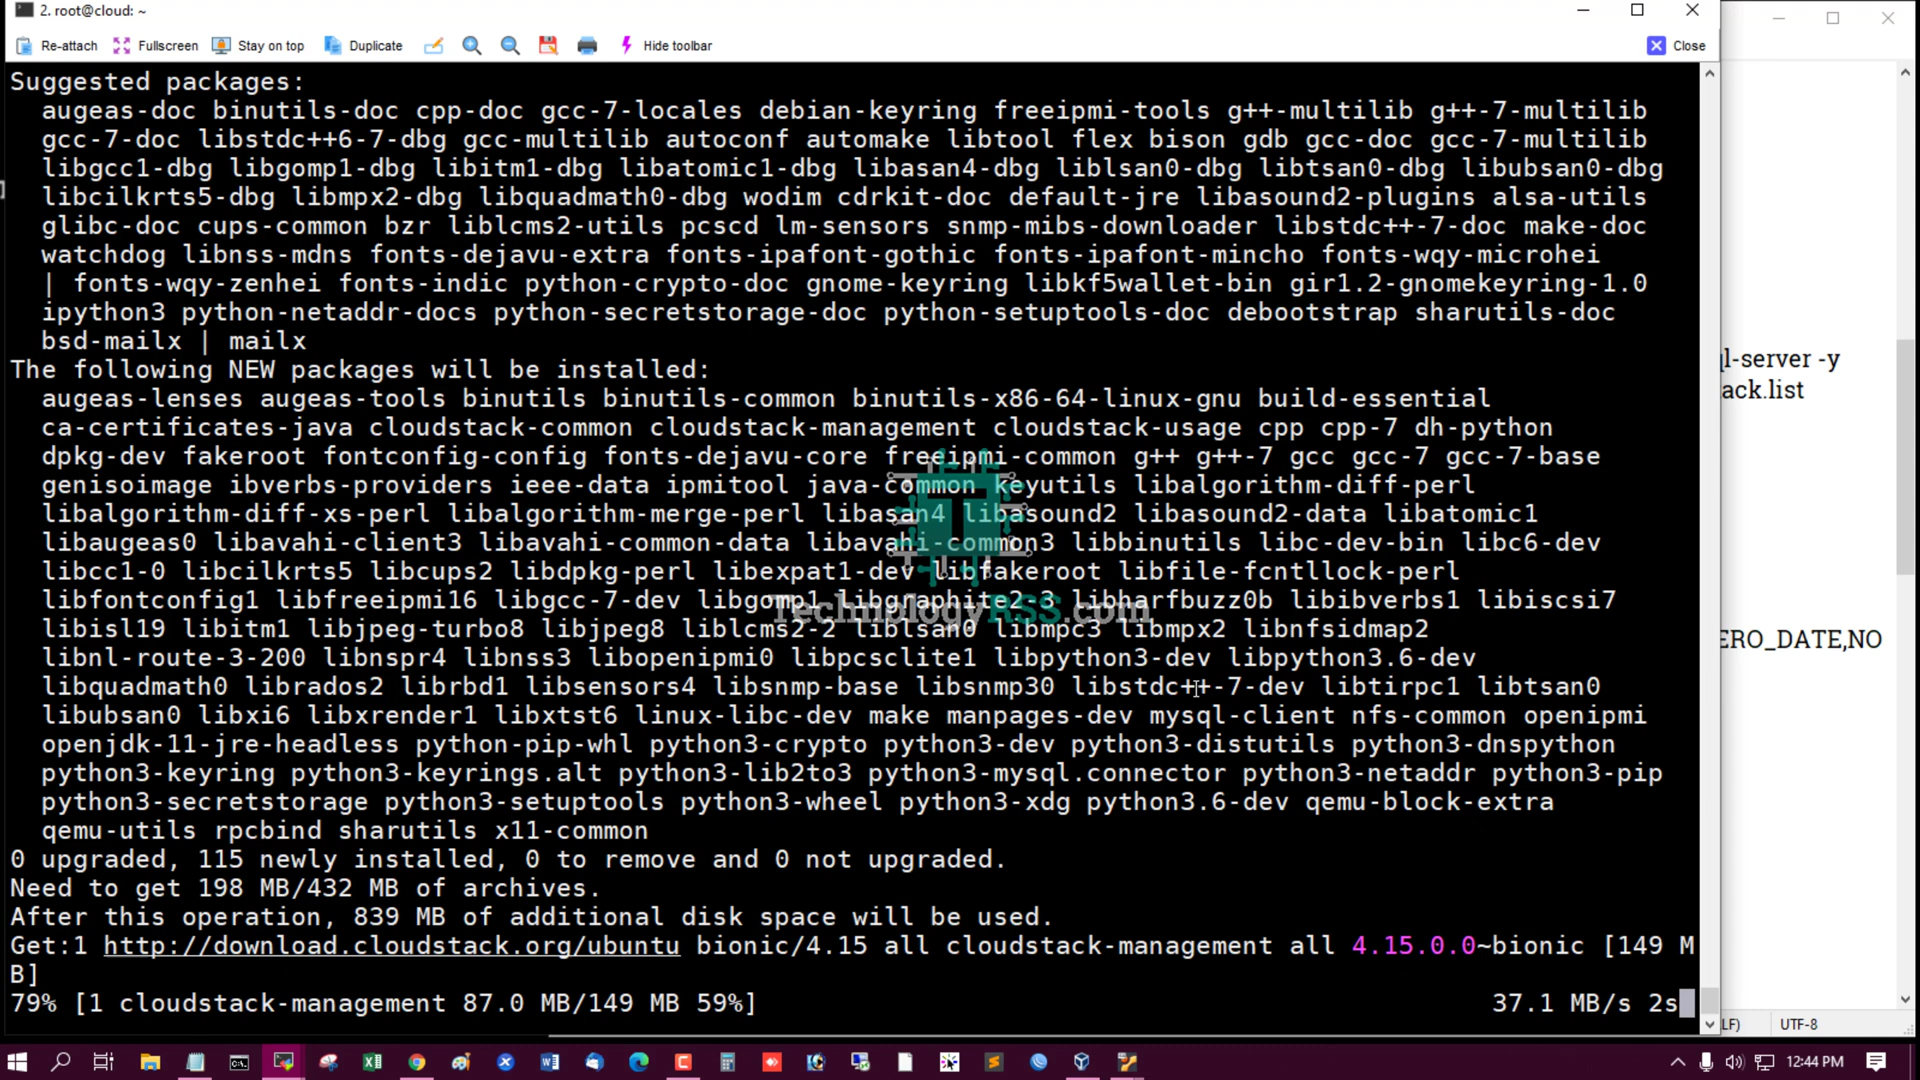 2. root@cloud: ~
Re-attach Fullscreen Stay on top Duplicate Hide toolbar Close
Suggested packages:
augeas-doc binutils-doc cpp-doc gcc-7-locales debian-keyring freeipmi-tools g++-multilib g++-7-multilib
gcc-7-doc libstdc++6-7-dbg gcc-multilib autoconf automake libtool flex bison gdb gcc-doc gcc-7-multilib
libgcc1-dbg libgomp1-dbg libitm1-dbg libatomic1-dbg libasan4-dbg liblsan0-dbg libtsan0-dbg libubsan0-dbg
libcilkrts5-dbg libmpx2-dbg libquadmath0-dbg wodim cdrkit-doc default-jre libasound2-plugins alsa-utils
glibc-doc cups-common bzr liblcms2-utils pcscd lm-sensors snmp-mibs-downloader libstdc++-7-doc make-doc
watchdog libnss-mdns fonts-dejavu-extra fonts-ipafont-gothic fonts-ipafont-mincho fonts-wqy-microhei
| fonts-wqy-zenhei fonts-indic python-crypto-doc gnome-keyring libkf5wallet-bin gir1.2-gnomekeyring-1.0
ipython3 python-netaddr-docs python-secretstorage-doc python-setuptools-doc debootstrap sharutils-doc
bsd-mailx | mailx
The following NEW packages will be installed:
augeas-lenses augeas-tools binutils binutils-common binutils-x86-64-linux-gnu build-essential
ca-certificates-java cloudstack-common cloudstack-management cloudstack-usage cpp cpp-7 dh-python
dpkg-dev fakeroot fontconfig-config fonts-dejavu-core freeipmi-common g++ g++-7 gcc gcc-7 gcc-7-base
genisoimage ibverbs-providers ieee-data ipmitool java-common keyutils libalgorithm-diff-perl
libalgorithm-diff-xs-perl libalgorithm-merge-perl libasan4 libasound2 libasound2-data libatomic1
libaugeas0 libavahi-client3 libavahi-common-data libavahi-common3 libbinutils libc-dev-bin libc6-dev
libcc1-0 libcilkrts5 libcups2 libdpkg-perl libexpat1-dev libfakeroot libfile-fcntllock-perl
libfontconfig1 libfreeipmi16 libgcc-7-dev libgomp1 libgraphite2-3 libharfbuzz0b libibverbs1 libiscsi7
TechnologyRSS.com
libisl19 libitm1 libjpeg-turbo8 libjpeg8 liblcms2-2 liblsan0 libmpc3 libmpx2 libnfsidmap2
libnl-route-3-200 libnspr4 libnss3 libopenipmi0 libpcsclite1 libpython3-dev libpython3.6-dev
libquadmath0 librados2 librbd1 libsensors4 libsnmp-base libsnmp30 libstdc++-7-dev libtirpc1 libtsan0
libubsan0 libxi6 libxrender1 libxtst6 linux-libc-dev make manpages-dev mysql-client nfs-common openipmi
openjdk-11-jre-headless python-pip-whl python3-crypto python3-dev python3-distutils python3-dnspython
python3-keyring python3-keyrings.alt python3-lib2to3 python3-mysql.connector python3-netaddr python3-pip
python3-secretstorage python3-setuptools python3-wheel python3-xdg python3.6-dev qemu-block-extra
qemu-utils rpcbind sharutils x11-common
0 upgraded, 115 newly installed, 0 to remove and 0 not upgraded.
Need to get 198 MB/432 MB of archives.
After this operation, 839 MB of additional disk space will be used.
Get:1 http://download.cloudstack.org/ubuntu bionic/4.15 all cloudstack-management all 4.15.0.0~bionic [149 M
B]
79% [1 cloudstack-management 87.0 MB/149 MB 59%] 37.1 MB/s 2s
ql-server -y
ack.list
ERO_DATE,NO
LF) UTF-8
12:44 PM